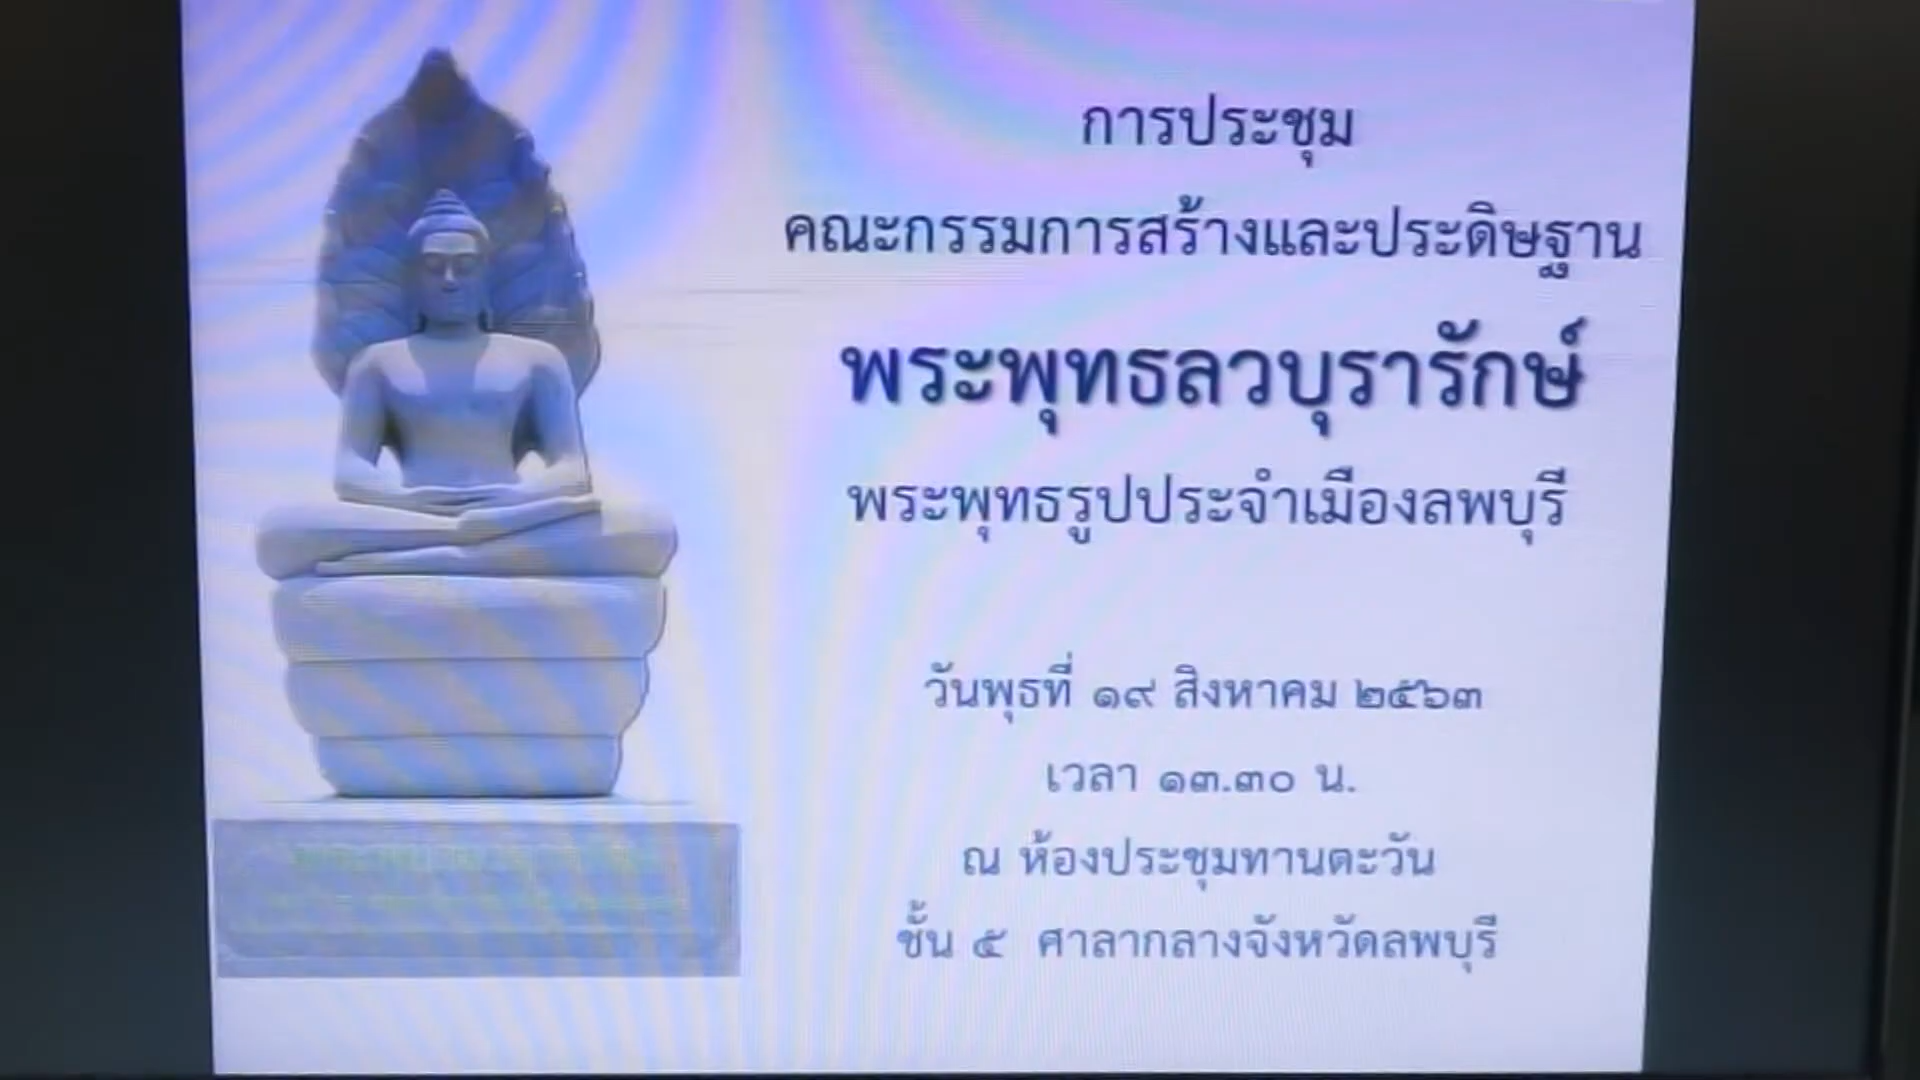 การประชุม
คณะกรรมการสร้างและประดิษฐาน
พระพุทธลวบุรารักษ์
พระพุทธรูปประจำเมืองลพบุรี
วันพุธที่ ๑๙ สิงหาคม ๒๕๖๓
เวลา ๑๓.๓๐ น.
ณ ห้องประชุมทานตะวัน
ชั้น ๕ ศาลากลางจังหวัดลพบุรี